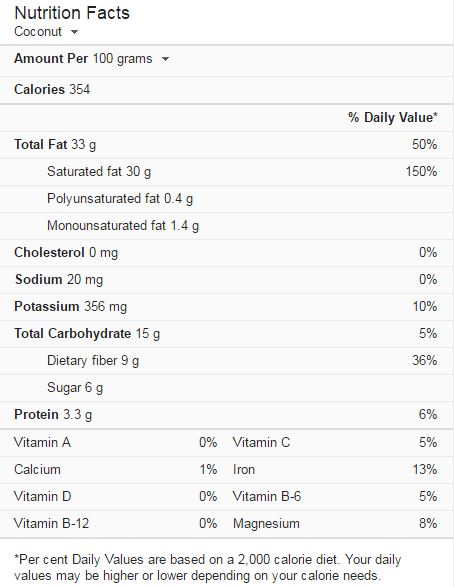 Nutrition Facts
Coconut
Amount Per 100 grams
Calories 354
% Daily Value*
Total Fat 33 g 50%
Saturated fat 30 g 150%
Polyunsaturated fat 0.4 g
Monounsaturated fat 1.4 g
Cholesterol 0 mg 0%
Sodium 20 mg 0%
Potassium 356 mg 10%
Total Carbohydrate 15 g 5%
Dietary fiber 9 g 36%
Sugar 6 g
Protein 3.3 g 6%
Vitamin A 0% Vitamin C 5%
Calcium 1% Iron 13%
Vitamin D 0% Vitamin B-6 5%
Vitamin B-12 0% Magnesium 8%
*Per cent Daily Values are based on a 2,000 calorie diet. Your daily
values may be higher or lower depending on your calorie needs.